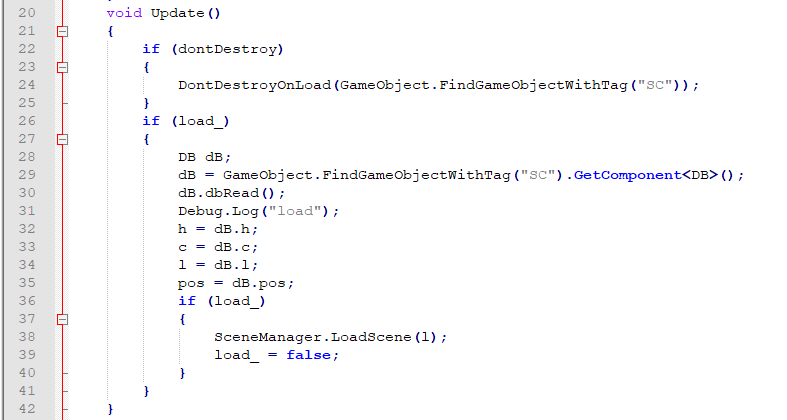 20 void Update()
21 {
22 if (dontDestroy)
23 {
24 DontDestroyOnLoad(GameObject.FindGameObjectWithTag("SC"));
25 }
26 if (load_)
27 {
28 DB dB;
29 dB = GameObject.FindGameObjectWithTag("SC").GetComponent<DB>();
30 dB.dbRead();
31 Debug.Log("load");
32 h = dB.h;
33 c = dB.c;
34 l = dB.l;
35 pos = dB.pos;
36 if (load_)
37 {
38 SceneManager.LoadScene(l);
39 load_ = false;
40 }
41 }
42 }